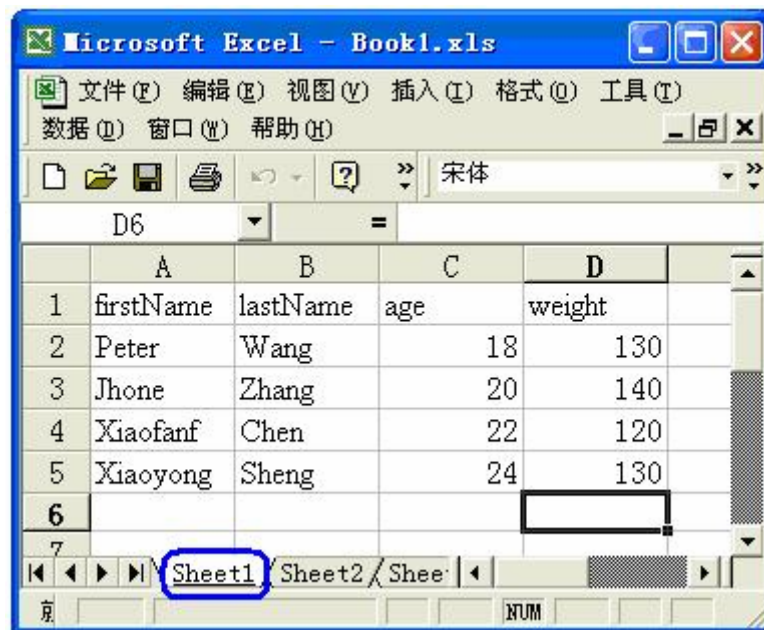 Microsoft Excel - Book1.xls
文件(F) 编辑(E) 视图(V) 插入(I) 格式(O) 工具(T)
数据(D) 窗口(W) 帮助(H)
宋体
D6 =
A B C D
1 firstName lastName age weight
2 Peter Wang 18 130
3 Jhone Zhang 20 140
4 Xiaofanf Chen 22 120
5 Xiaoyong Sheng 24 130
6
7
Sheet1 Sheet2 Shee
NUM